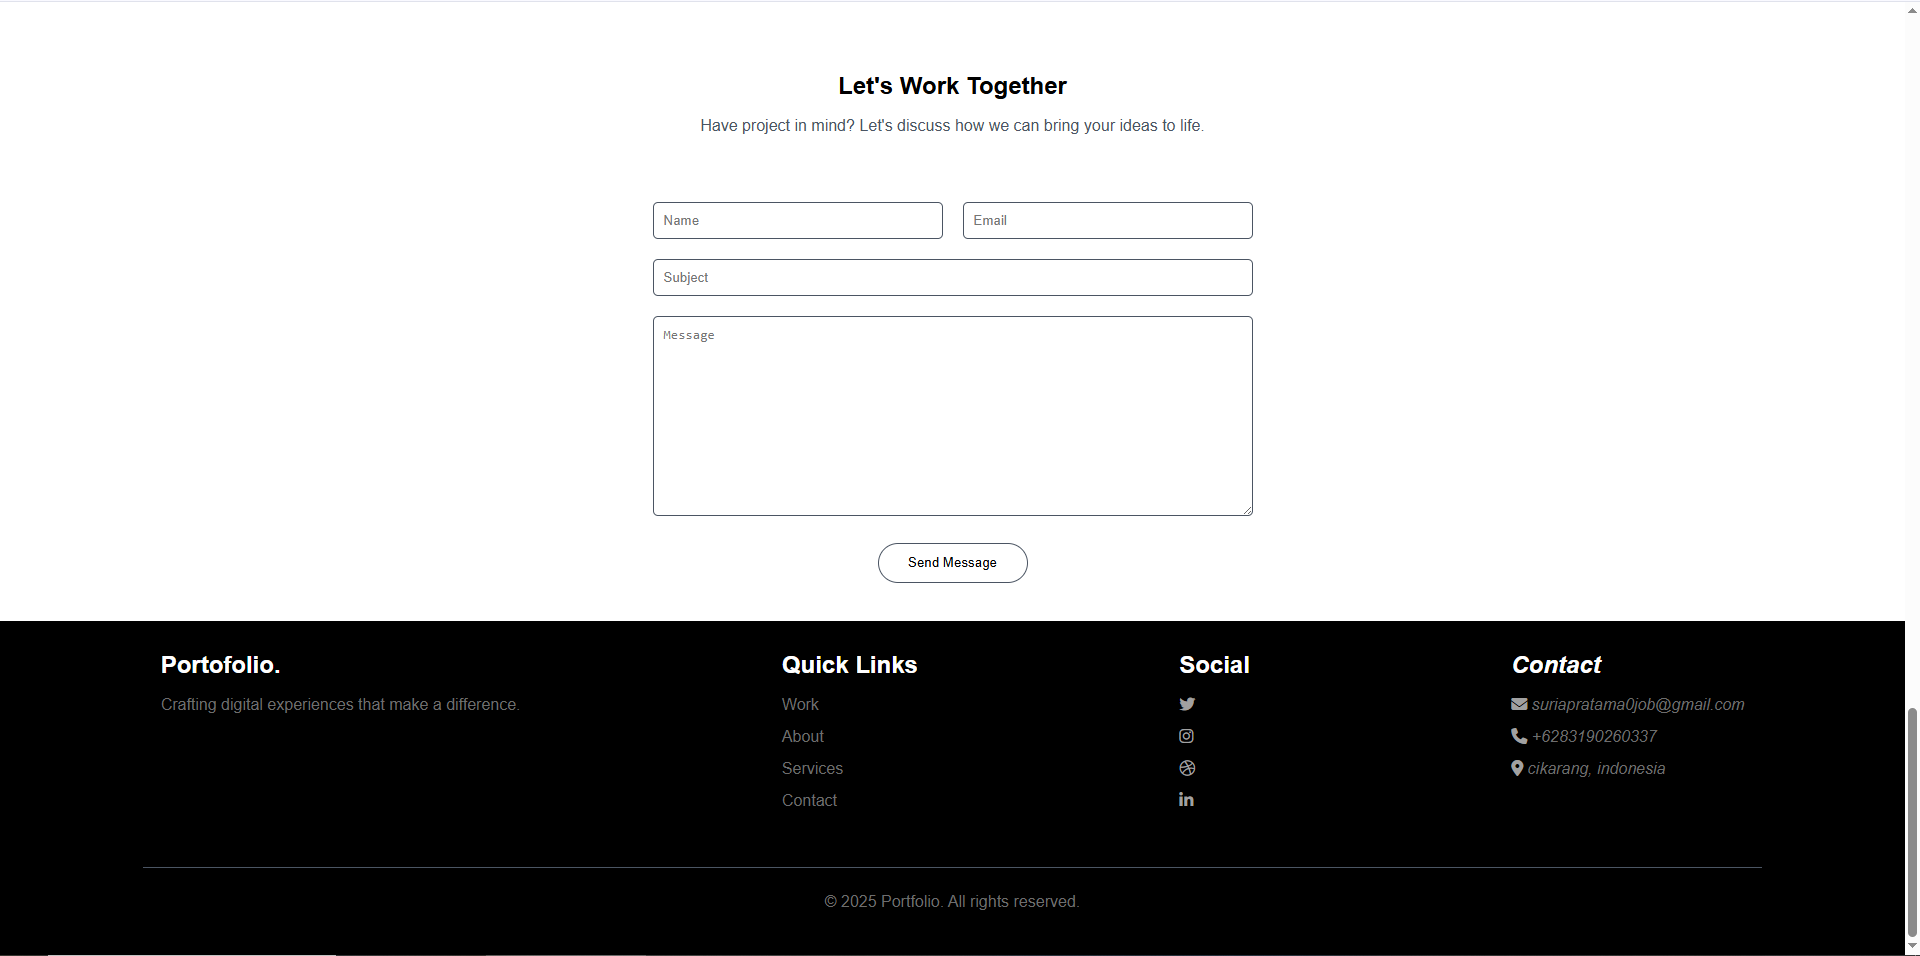 Let's Work Together
Have project in mind? Let's discuss how we can bring your ideas to life.
Name
Email
Subject
Message
Send Message
Portofolio.
Crafting digital experiences that make a difference.
Quick Links
Work
About
Services
Contact
Social
Contact
suriapratama0job@gmail.com
+6283190260337
cikarang, indonesia
© 2025 Portfolio. All rights reserved.